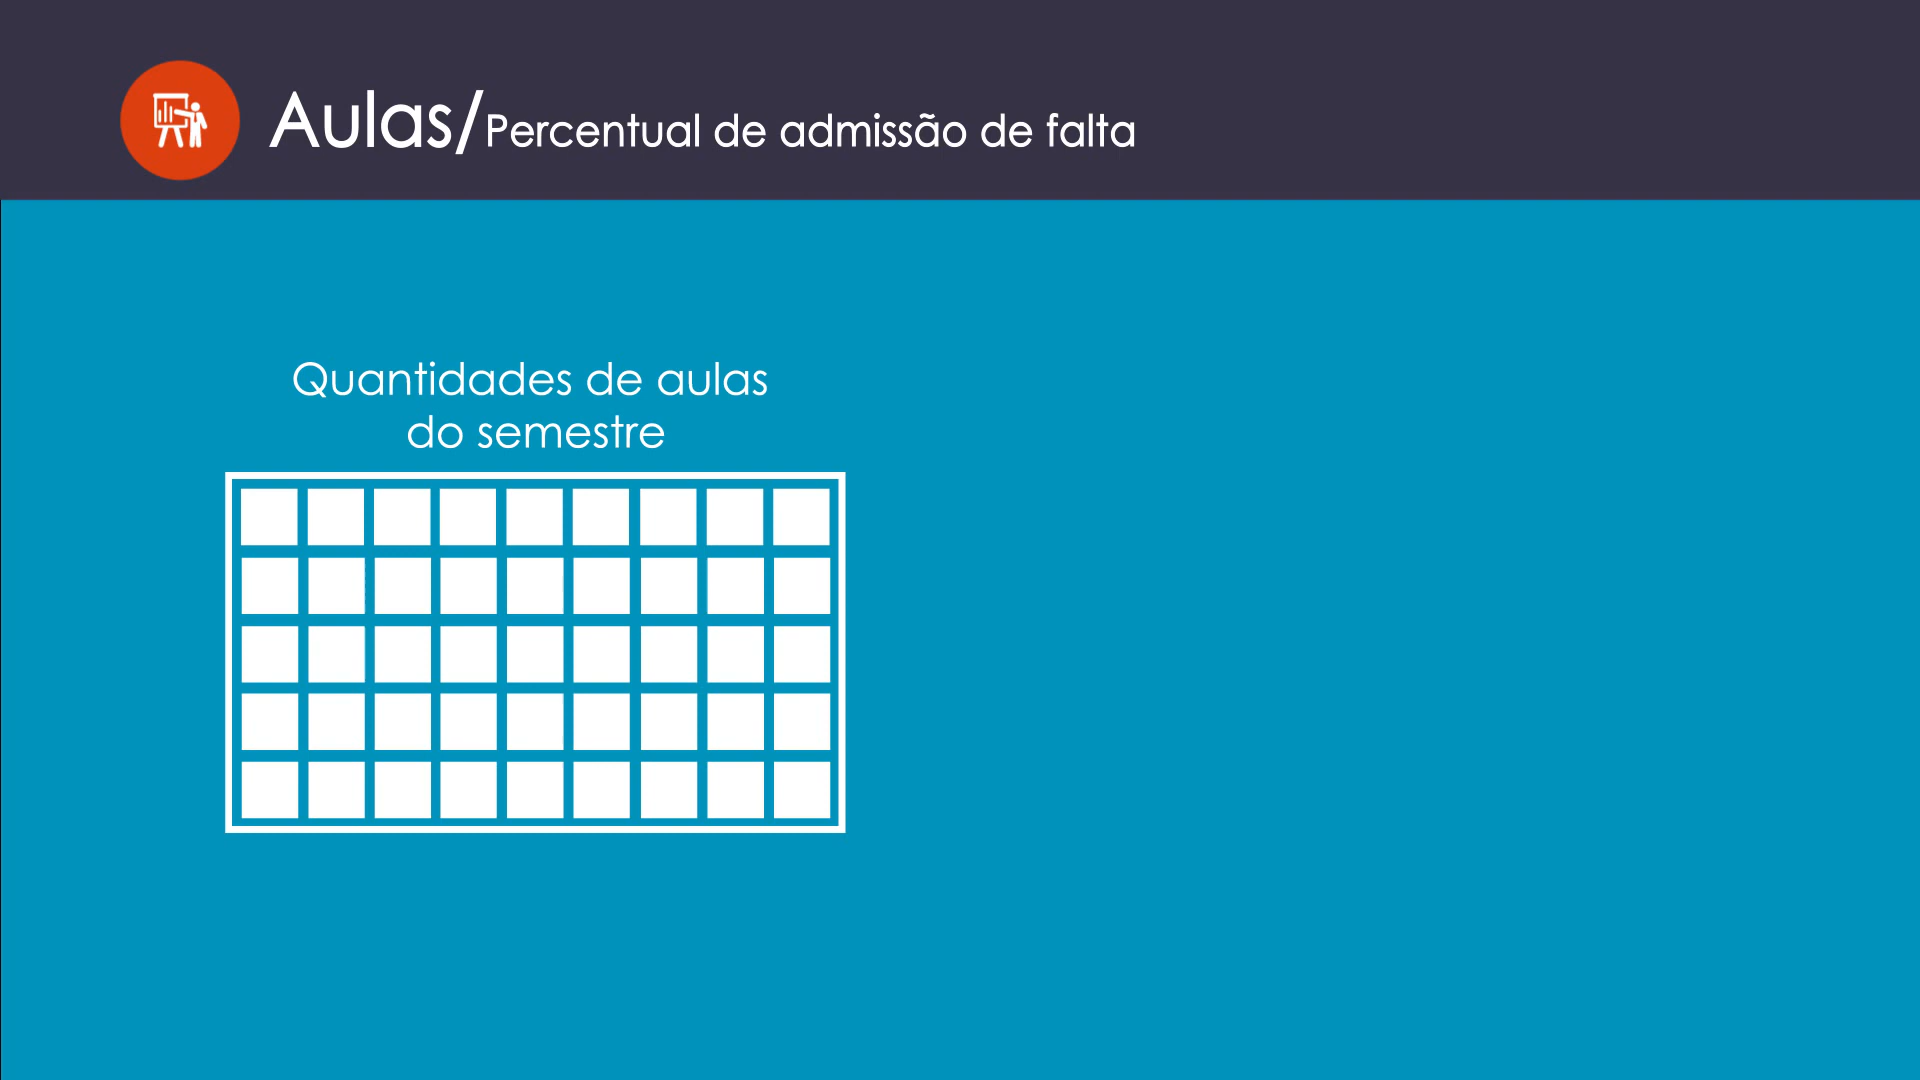 Aulas/Percentual de admissão de falta
Quantidades de aulas
do semestre